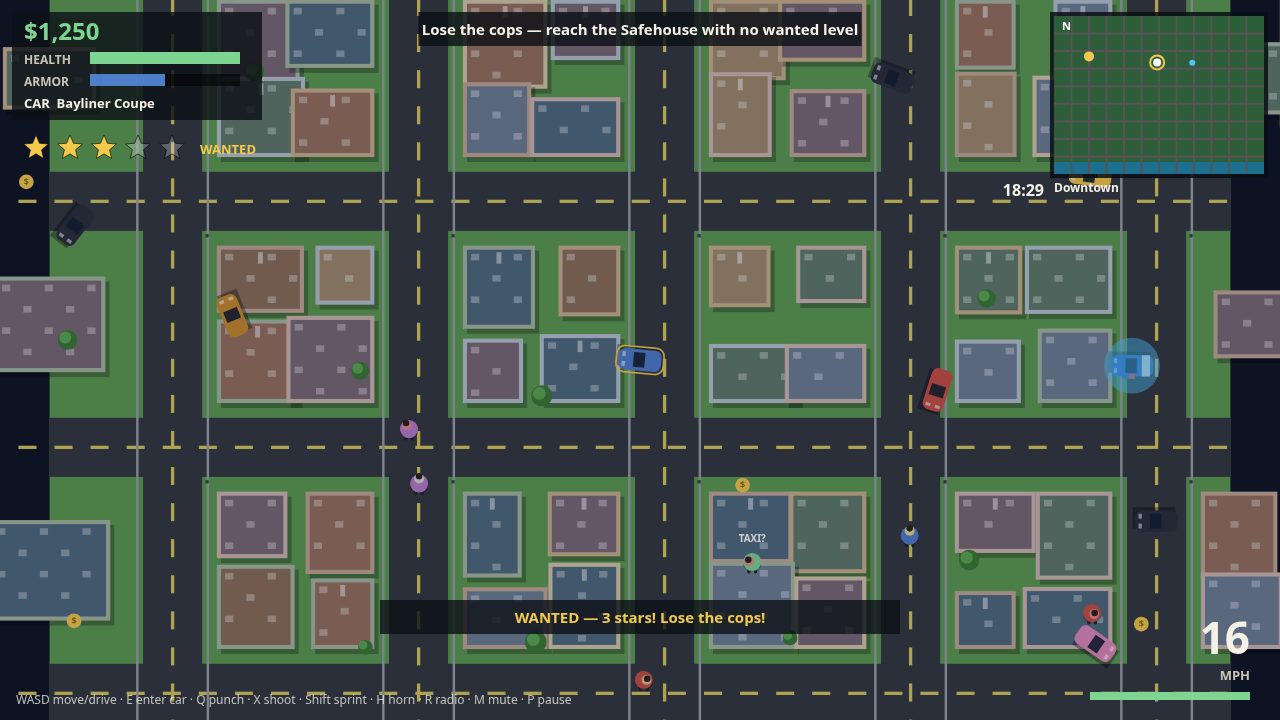 $1,250
HEALTH
ARMOR
CAR Bayliner Coupe
WANTED
Lose the cops — reach the Safehouse with no wanted level
N
18:29 Downtown
$
$
TAXI?
WANTED — 3 stars! Lose the cops!
$
$
16
MPH
WASD move/drive · E enter car · Q punch · X shoot · Shift sprint · H horn · R radio · M mute · P pause